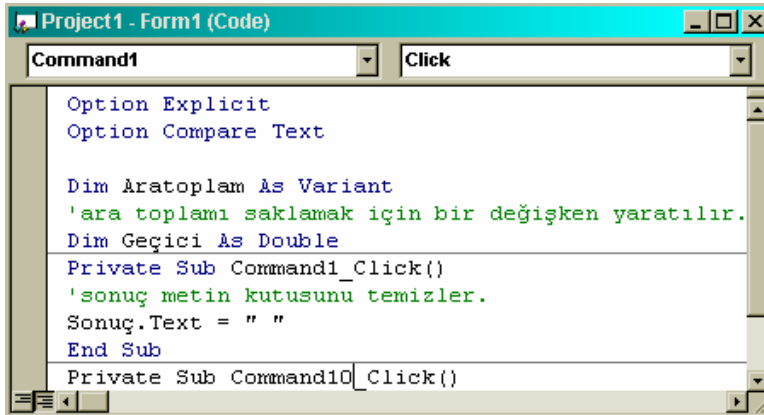 Project1 - Form1 (Code)
Command1 Click
Option Explicit
Option Compare Text
Dim Aratoplam As Variant
'ara toplamı saklamak için bir değişken yaratılır.
Dim Geçici As Double
Private Sub Command1_Click()
'sonuç metin kutusunu temizler.
Sonuç.Text = " "
End Sub
Private Sub Command10_Click()